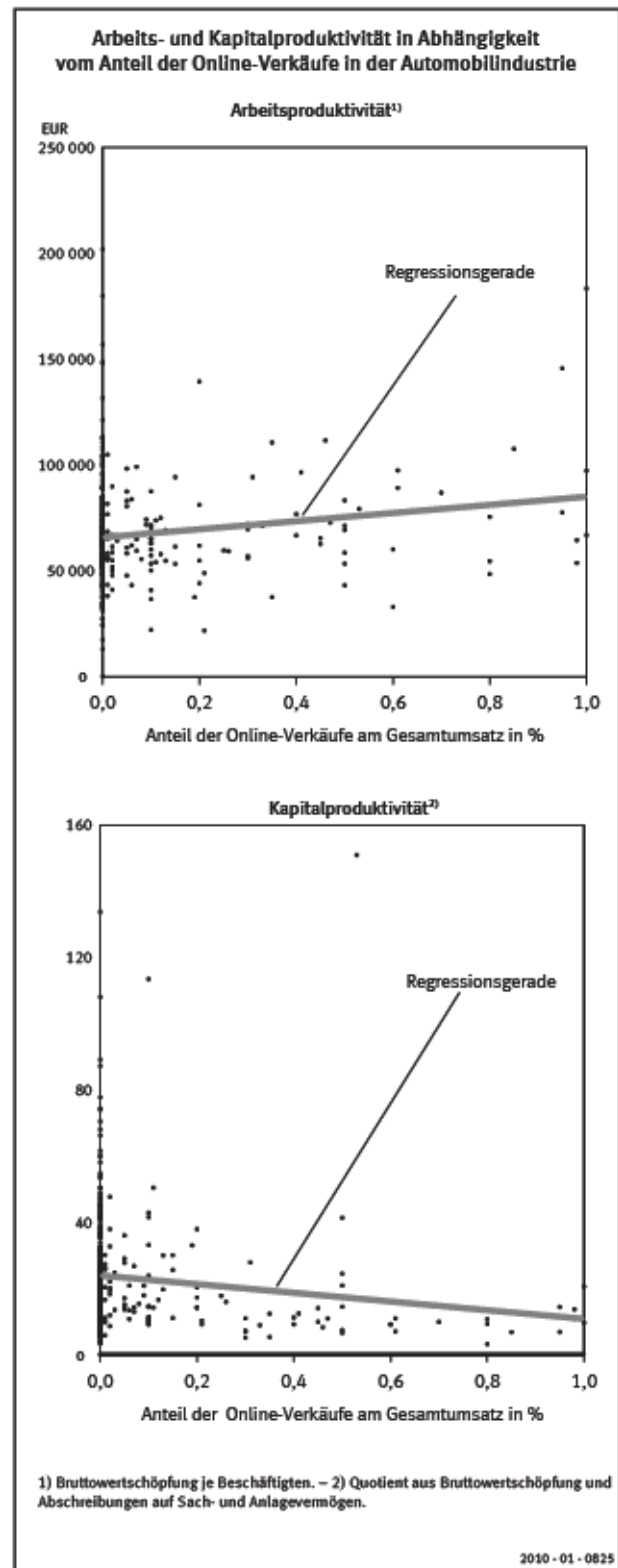 Arbeits- und Kapitalproduktivität in Abhängigkeit
vom Anteil der Online-Verkäufe in der Automobilindustrie
Arbeitsproduktivität¹⁾
EUR
250 000
200 000
Regressionsgerade
150 000
100 000
50 000
0
0,0 0,2 0,4 0,6 0,8 1,0
Anteil der Online-Verkäufe am Gesamtumsatz in %
Kapitalproduktivität²⁾
160
120
Regressionsgerade
80
40
0
0,0 0,2 0,4 0,6 0,8 1,0
Anteil der Online-Verkäufe am Gesamtumsatz in %
1) Bruttowertschöpfung je Beschäftigten. – 2) Quotient aus Bruttowertschöpfung und
Abschreibungen auf Sach- und Anlagevermögen.
2010 - 01 - 0825